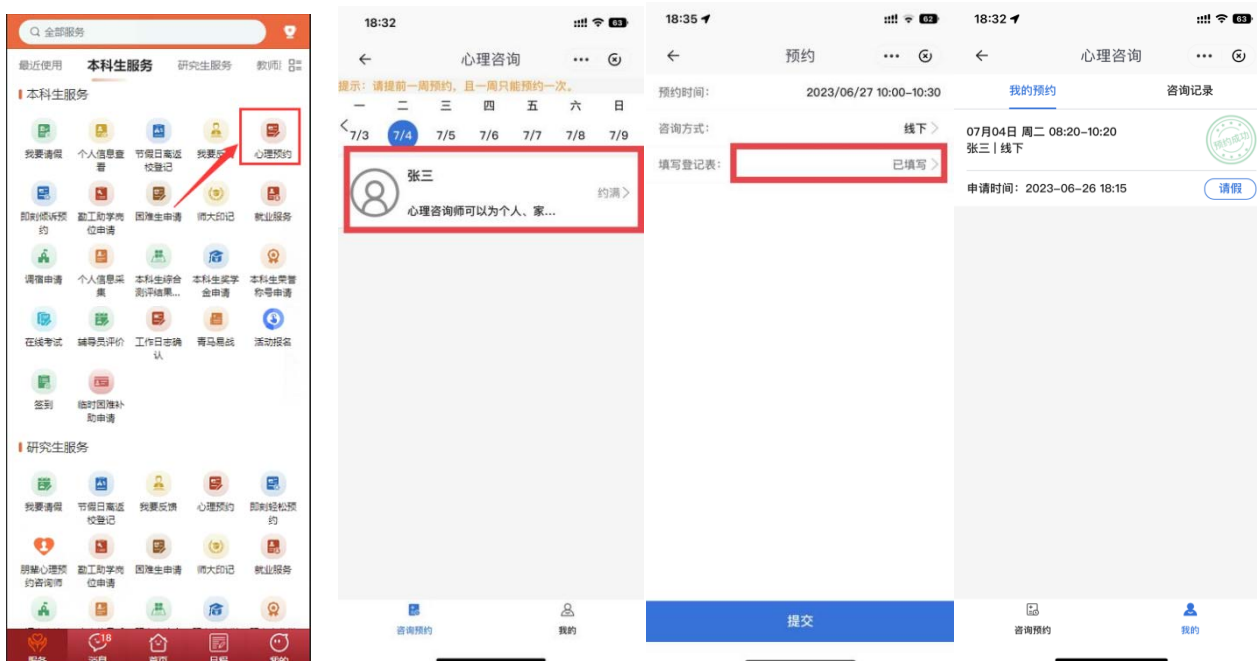 全部服务
最近使用 本科生服务 研究生服务 教师
本科生服务
我要请假 个人信息查看 节假日离返校登记 我要反 心理预约
即刻倾诉预约 勤工助学岗位申请 困难生申请 师大印记 就业服务
调宿申请 个人信息采集 本科生综合测评结果... 本科生奖学金申请 本科生荣誉称号申请
在线考试 辅导员评价 工作日志确认 青马易战 活动报名
签到 临时困难补助申请
研究生服务
我要请假 节假日离返校登记 我要反馈 心理预约 即刻轻松预约
朋辈心理预约咨询师 勤工助学岗位申请 困难生申请 师大印记 就业服务
18
服务 消息 首页 日程 我的
18:32 63
心理咨询
提示：请提前一周预约，且一周只能预约一次。
一 二 三 四 五 六 日
7/3 7/4 7/5 7/6 7/7 7/8 7/9
张三
约满
心理咨询师可以为个人、家...
咨询预约 我的
18:35 62
预约
预约时间： 2023/06/27 10:00-10:30
咨询方式： 线下
填写登记表： 已填写
提交
18:32 63
心理咨询
我的预约 咨询记录
07月04日 周二 08:20-10:20
张三 | 线下
预约成功
申请时间：2023-06-26 18:15 请假
咨询预约 我的